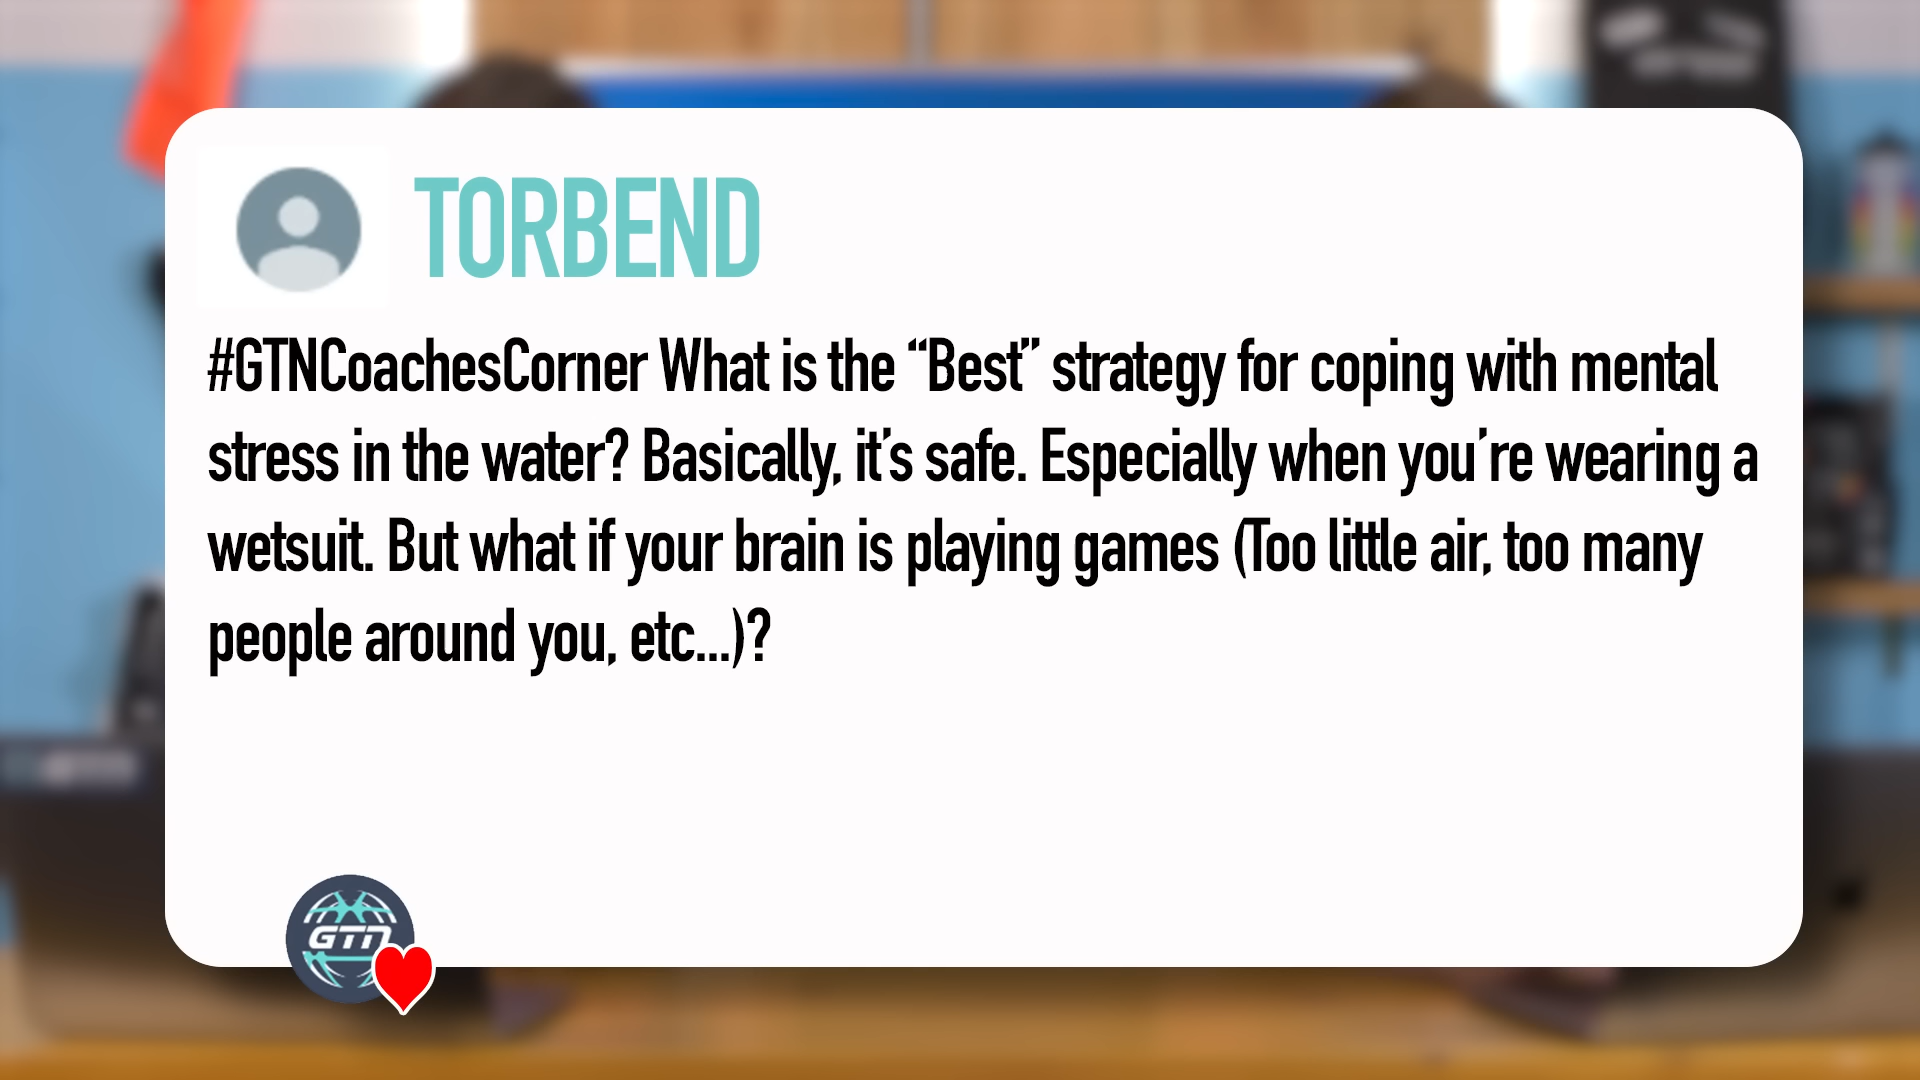 TORBEND
#GTNCoachesCorner What is the “Best” strategy for coping with mental
stress in the water? Basically, it’s safe. Especially when you’re wearing a
wetsuit. But what if your brain is playing games (Too little air, too many
people around you, etc...)?
GTN